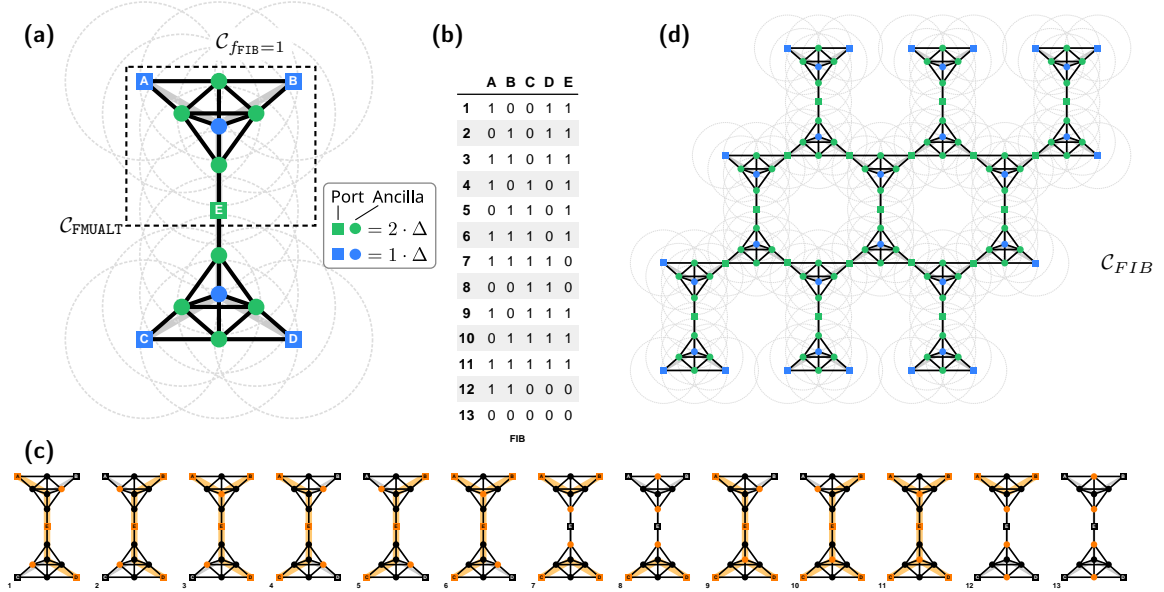 (a)
𝒞_{f_FIB=1}
A
B
E
𝒞_FMUALT
C
D
Port Ancilla
= 2 · Δ
= 1 · Δ
(b)
A B C D E
1 1 0 0 1 1
2 0 1 0 1 1
3 1 1 0 1 1
4 1 0 1 0 1
5 0 1 1 0 1
6 1 1 1 0 1
7 1 1 1 1 0
8 0 0 1 1 0
9 1 0 1 1 1
10 0 1 1 1 1
11 1 1 1 1 1
12 1 1 0 0 0
13 0 0 0 0 0
FIB
(d)
𝒞_FIB
(c)
1 2 3 4 5 6 7 8 9 10 11 12 13